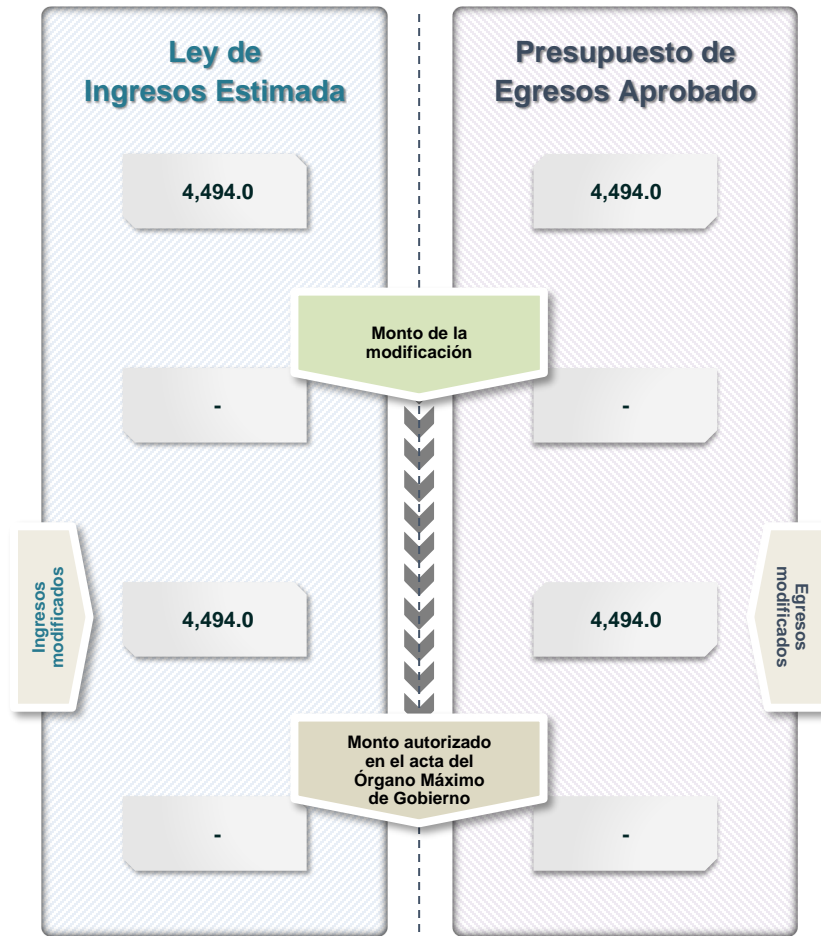 Ley de
Ingresos Estimada
Presupuesto de
Egresos Aprobado
4,494.0
4,494.0
Monto de la
modificación
-
-
Ingresos
modificados
4,494.0
4,494.0
Egresos
modificados
Monto autorizado
en el acta del
Órgano Máximo
de Gobierno
-
-